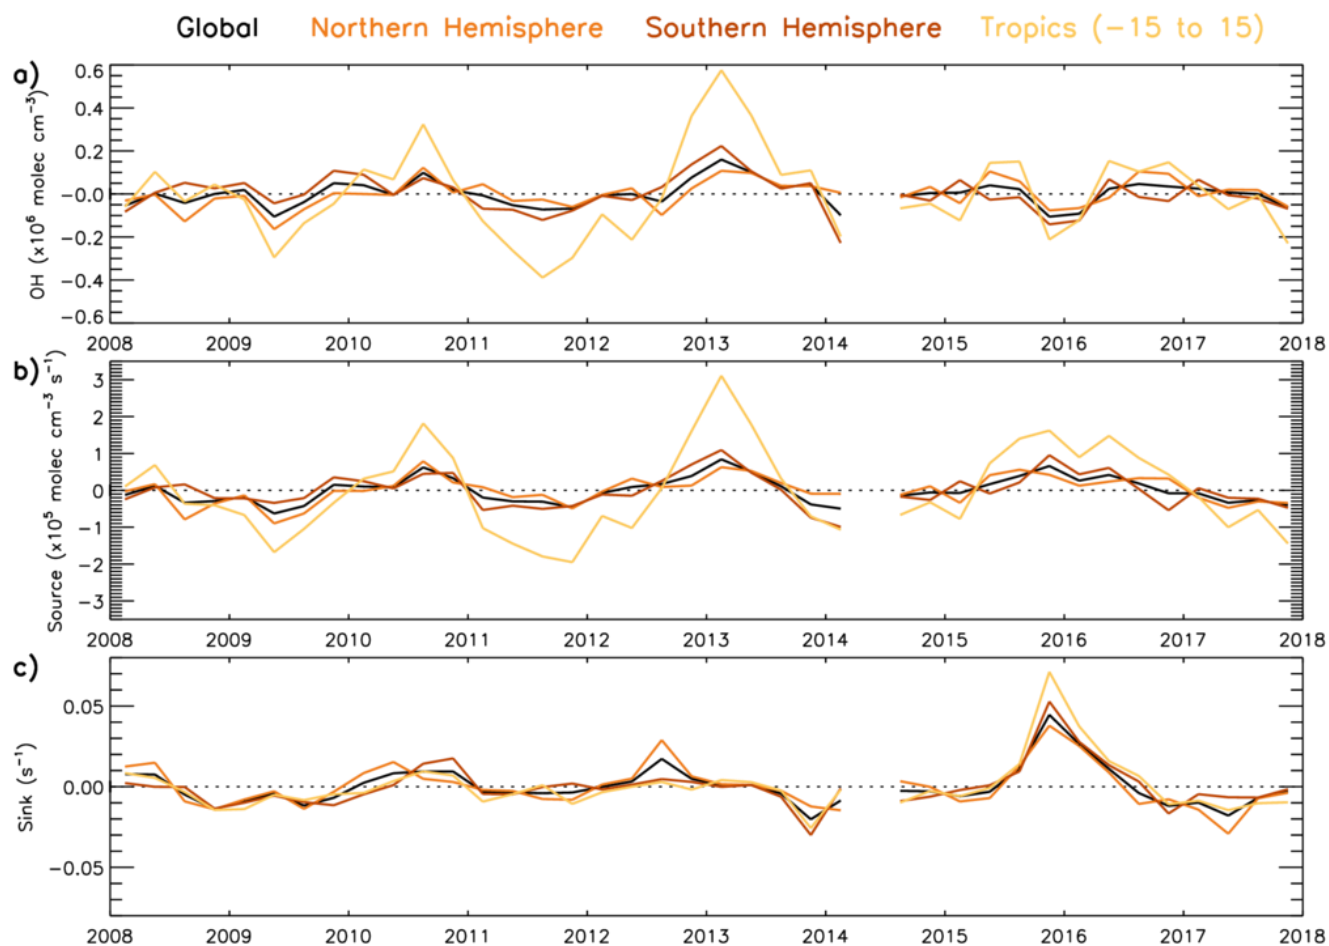 Global Northern Hemisphere Southern Hemisphere Tropics (−15 to 15)
a)
OH (x10⁶ molec cm⁻³)
0.6
0.4
0.2
−0.0
−0.2
−0.4
−0.6
2008 2009 2010 2011 2012 2013 2014 2015 2016 2017 2018
b)
Source (x10⁵ molec cm⁻³ s⁻¹)
3
2
1
0
−1
−2
−3
2008 2009 2010 2011 2012 2013 2014 2015 2016 2017 2018
c)
Sink (s⁻¹)
0.05
0.00
−0.05
2008 2009 2010 2011 2012 2013 2014 2015 2016 2017 2018